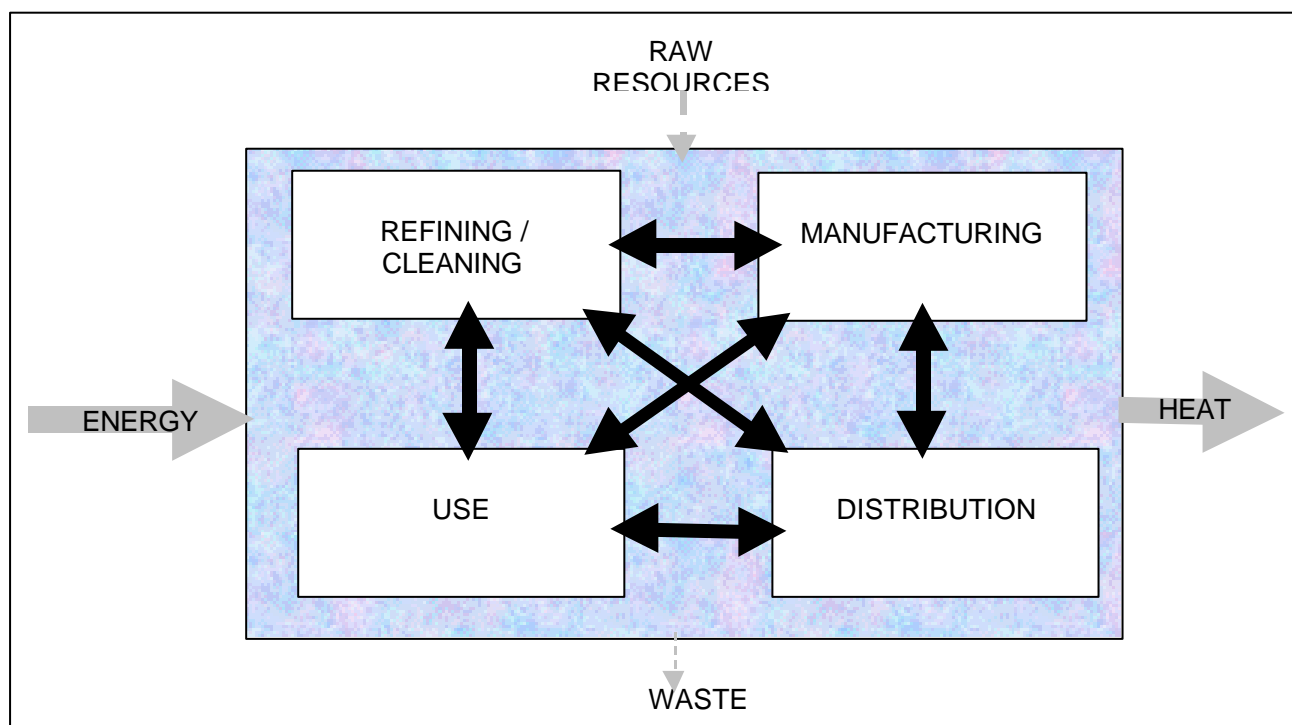 RAW
RESOURCES
REFINING /
CLEANING
MANUFACTURING
ENERGY
HEAT
USE
DISTRIBUTION
WASTE